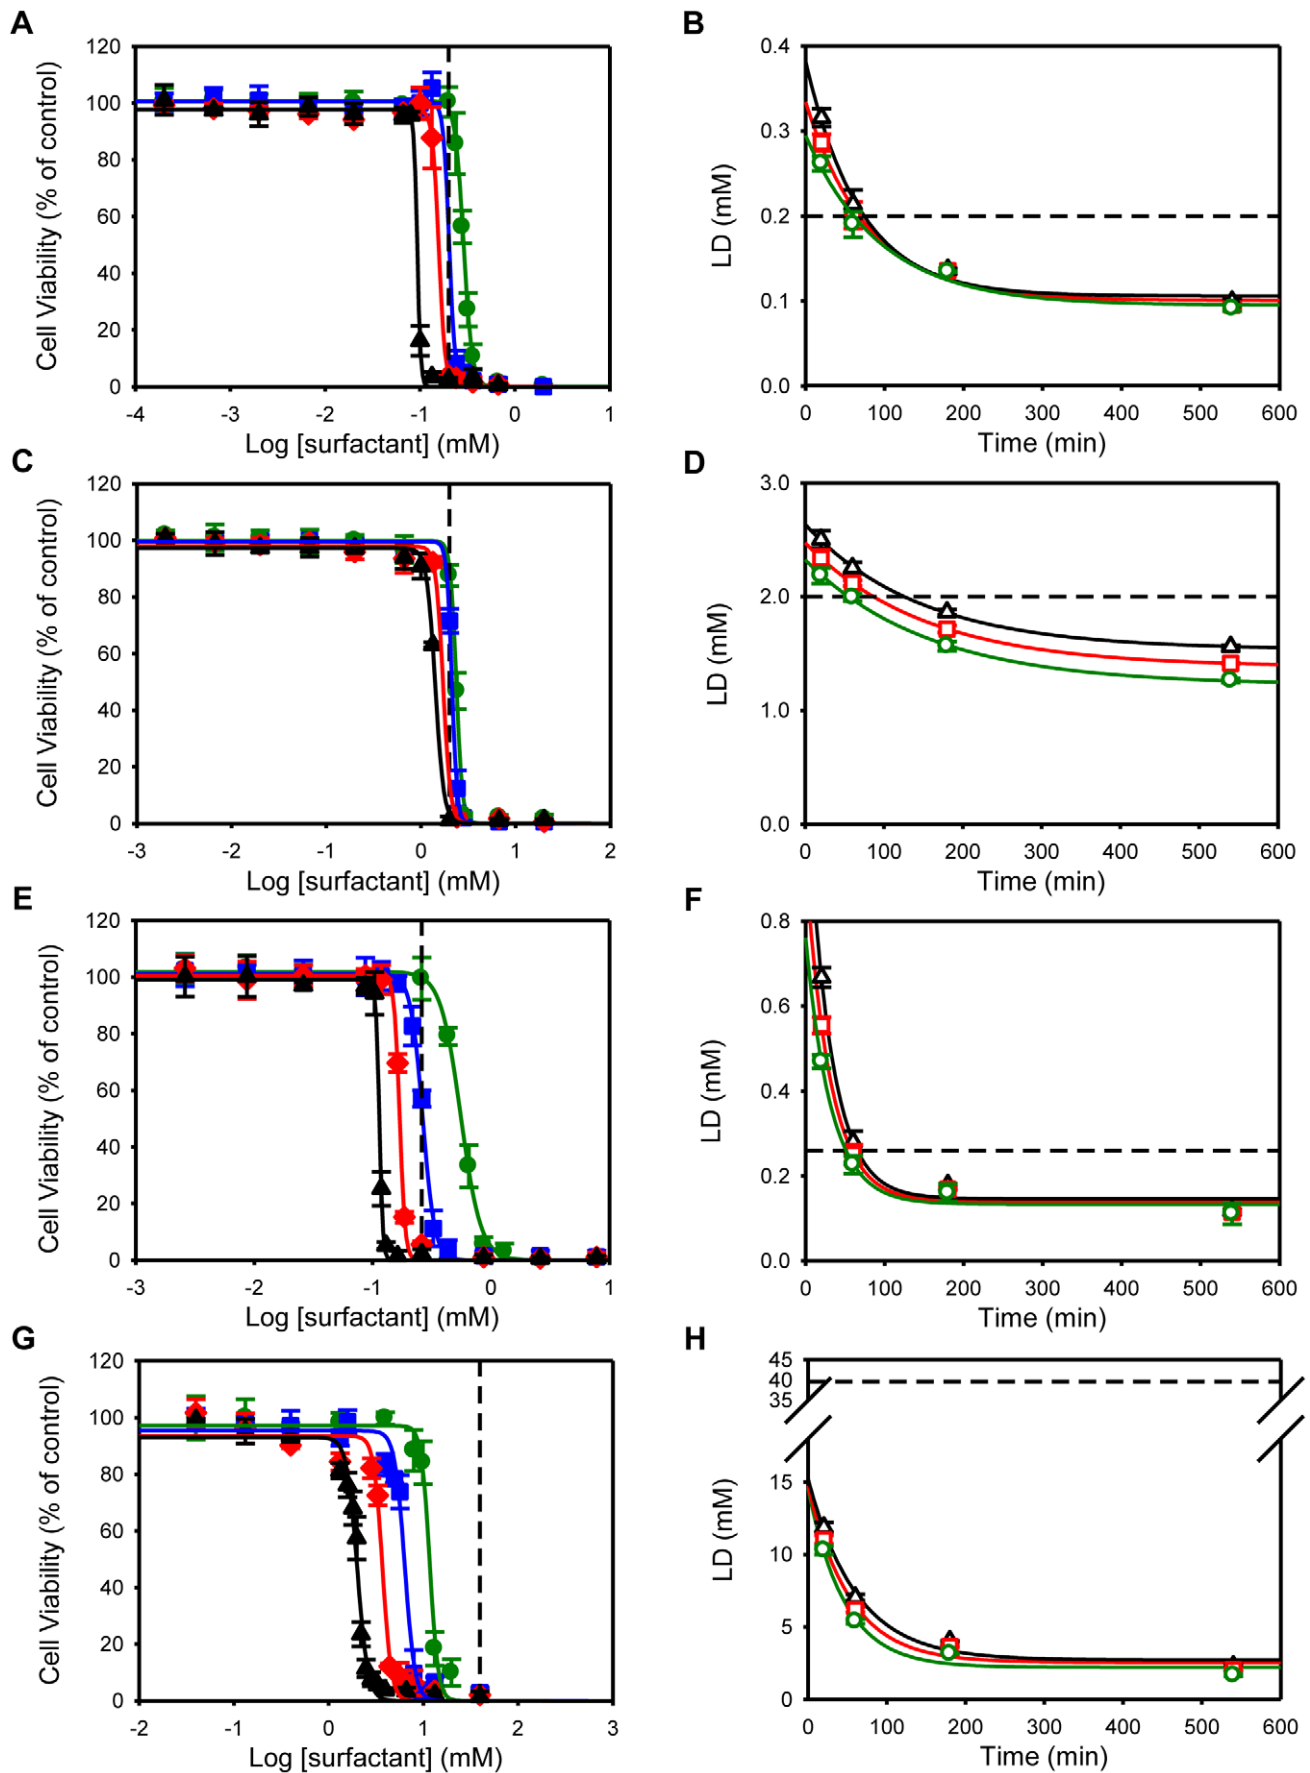 A
Cell Viability (% of control)
120
100
80
60
40
20
0
-4 -3 -2 -1 0 1
Log [surfactant] (mM)
B
LD (mM)
0.4
0.3
0.2
0.1
0.0
0 100 200 300 400 500 600
Time (min)
C
Cell Viability (% of control)
120
100
80
60
40
20
0
-3 -2 -1 0 1 2
Log [surfactant] (mM)
D
LD (mM)
3.0
2.0
1.0
0.0
0 100 200 300 400 500 600
Time (min)
E
Cell Viability (% of control)
120
100
80
60
40
20
0
-3 -2 -1 0 1
Log [surfactant] (mM)
F
LD (mM)
0.8
0.6
0.4
0.2
0.0
0 100 200 300 400 500 600
Time (min)
G
Cell Viability (% of control)
120
100
80
60
40
20
0
-2 -1 0 1 2 3
Log [surfactant] (mM)
H
LD (mM)
45
40
35
15
10
5
0
0 100 200 300 400 500 600
Time (min)